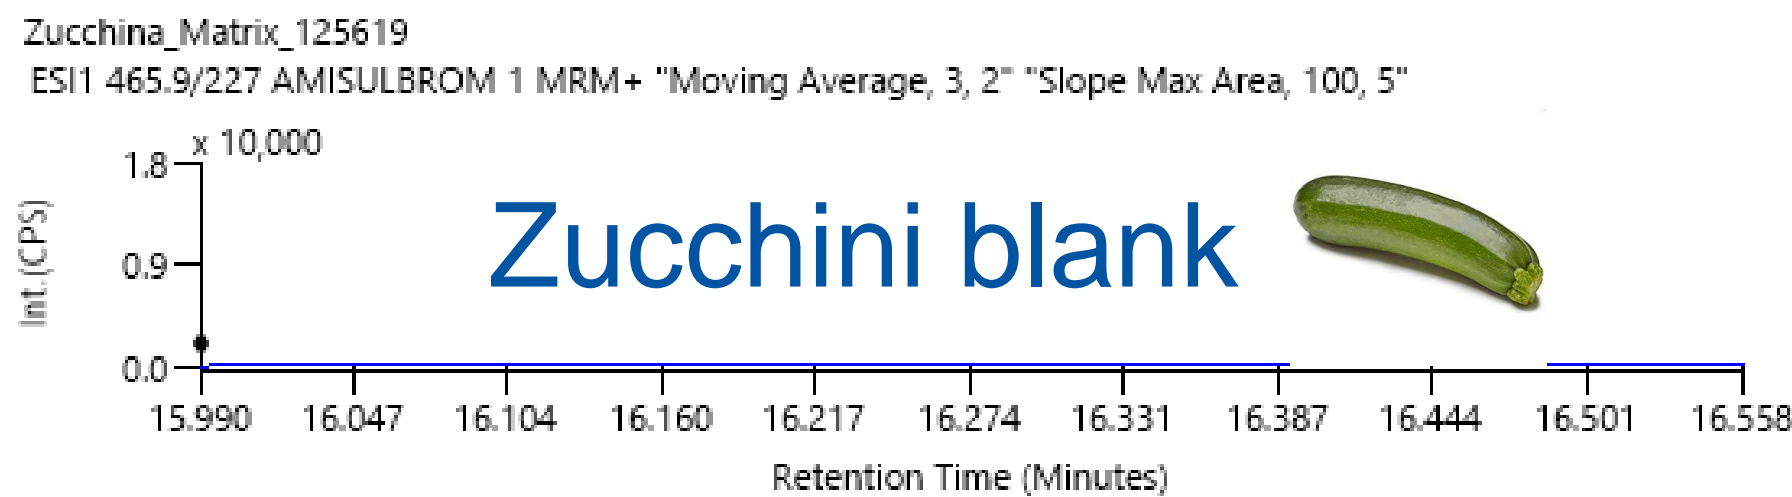 Zucchina_Matrix_125619
ESI1 465.9/227 AMISULBROM 1 MRM+ "Moving Average, 3, 2" "Slope Max Area, 100, 5"
x 10,000
1.8
Zucchini blank
0.9
Int.(CPS)
0.0
15.990 16.047 16.104 16.160 16.217 16.274 16.331 16.387 16.444 16.501 16.558
Retention Time (Minutes)